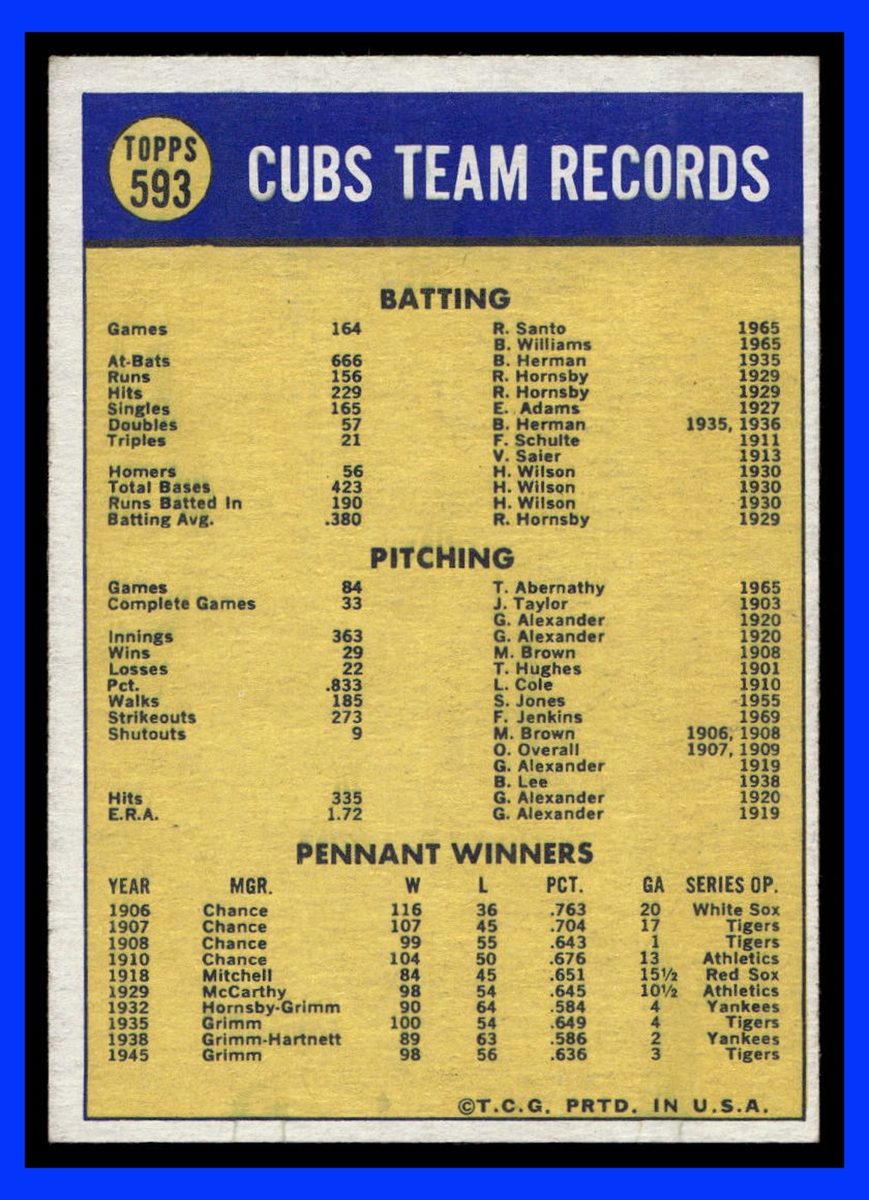 TOPPS
593
CUBS TEAM RECORDS
BATTING
Games 164 R. Santo 1965
B. Williams 1965
At-Bats 666 B. Herman 1935
Runs 156 R. Hornsby 1929
Hits 229 R. Hornsby 1929
Singles 165 E. Adams 1927
Doubles 57 B. Herman 1935, 1936
Triples 21 F. Schulte 1911
V. Saier 1913
Homers 56 H. Wilson 1930
Total Bases 423 H. Wilson 1930
Runs Batted In 190 H. Wilson 1930
Batting Avg. .380 R. Hornsby 1929
PITCHING
Games 84 T. Abernathy 1965
Complete Games 33 J. Taylor 1903
G. Alexander 1920
Innings 363 G. Alexander 1920
Wins 29 M. Brown 1908
Losses 22 T. Hughes 1901
Pct. .833 L. Cole 1910
Walks 185 S. Jones 1955
Strikeouts 273 F. Jenkins 1969
Shutouts 9 M. Brown 1906, 1908
O. Overall 1907, 1909
G. Alexander 1919
B. Lee 1938
Hits 335 G. Alexander 1920
E.R.A. 1.72 G. Alexander 1919
PENNANT WINNERS
YEAR MGR. W L PCT. GA SERIES OP.
1906 Chance 116 36 .763 20 White Sox
1907 Chance 107 45 .704 17 Tigers
1908 Chance 99 55 .643 1 Tigers
1910 Chance 104 50 .676 13 Athletics
1918 Mitchell 84 45 .651 15½ Red Sox
1929 McCarthy 98 54 .645 10½ Athletics
1932 Hornsby-Grimm 90 64 .584 4 Yankees
1935 Grimm 100 54 .649 4 Tigers
1938 Grimm-Hartnett 89 63 .586 2 Yankees
1945 Grimm 98 56 .636 3 Tigers
©T.C.G. PRTD. IN U.S.A.